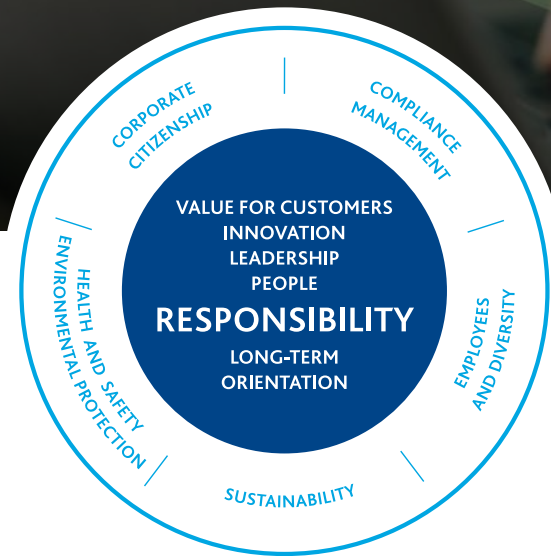 CORPORATE
CITIZENSHIP
COMPLIANCE
MANAGEMENT
VALUE FOR CUSTOMERS
INNOVATION
LEADERSHIP
PEOPLE
RESPONSIBILITY
LONG-TERM
ORIENTATION
HEALTH AND SAFETY
ENVIRONMENTAL PROTECTION
EMPLOYEES
AND DIVERSITY
SUSTAINABILITY